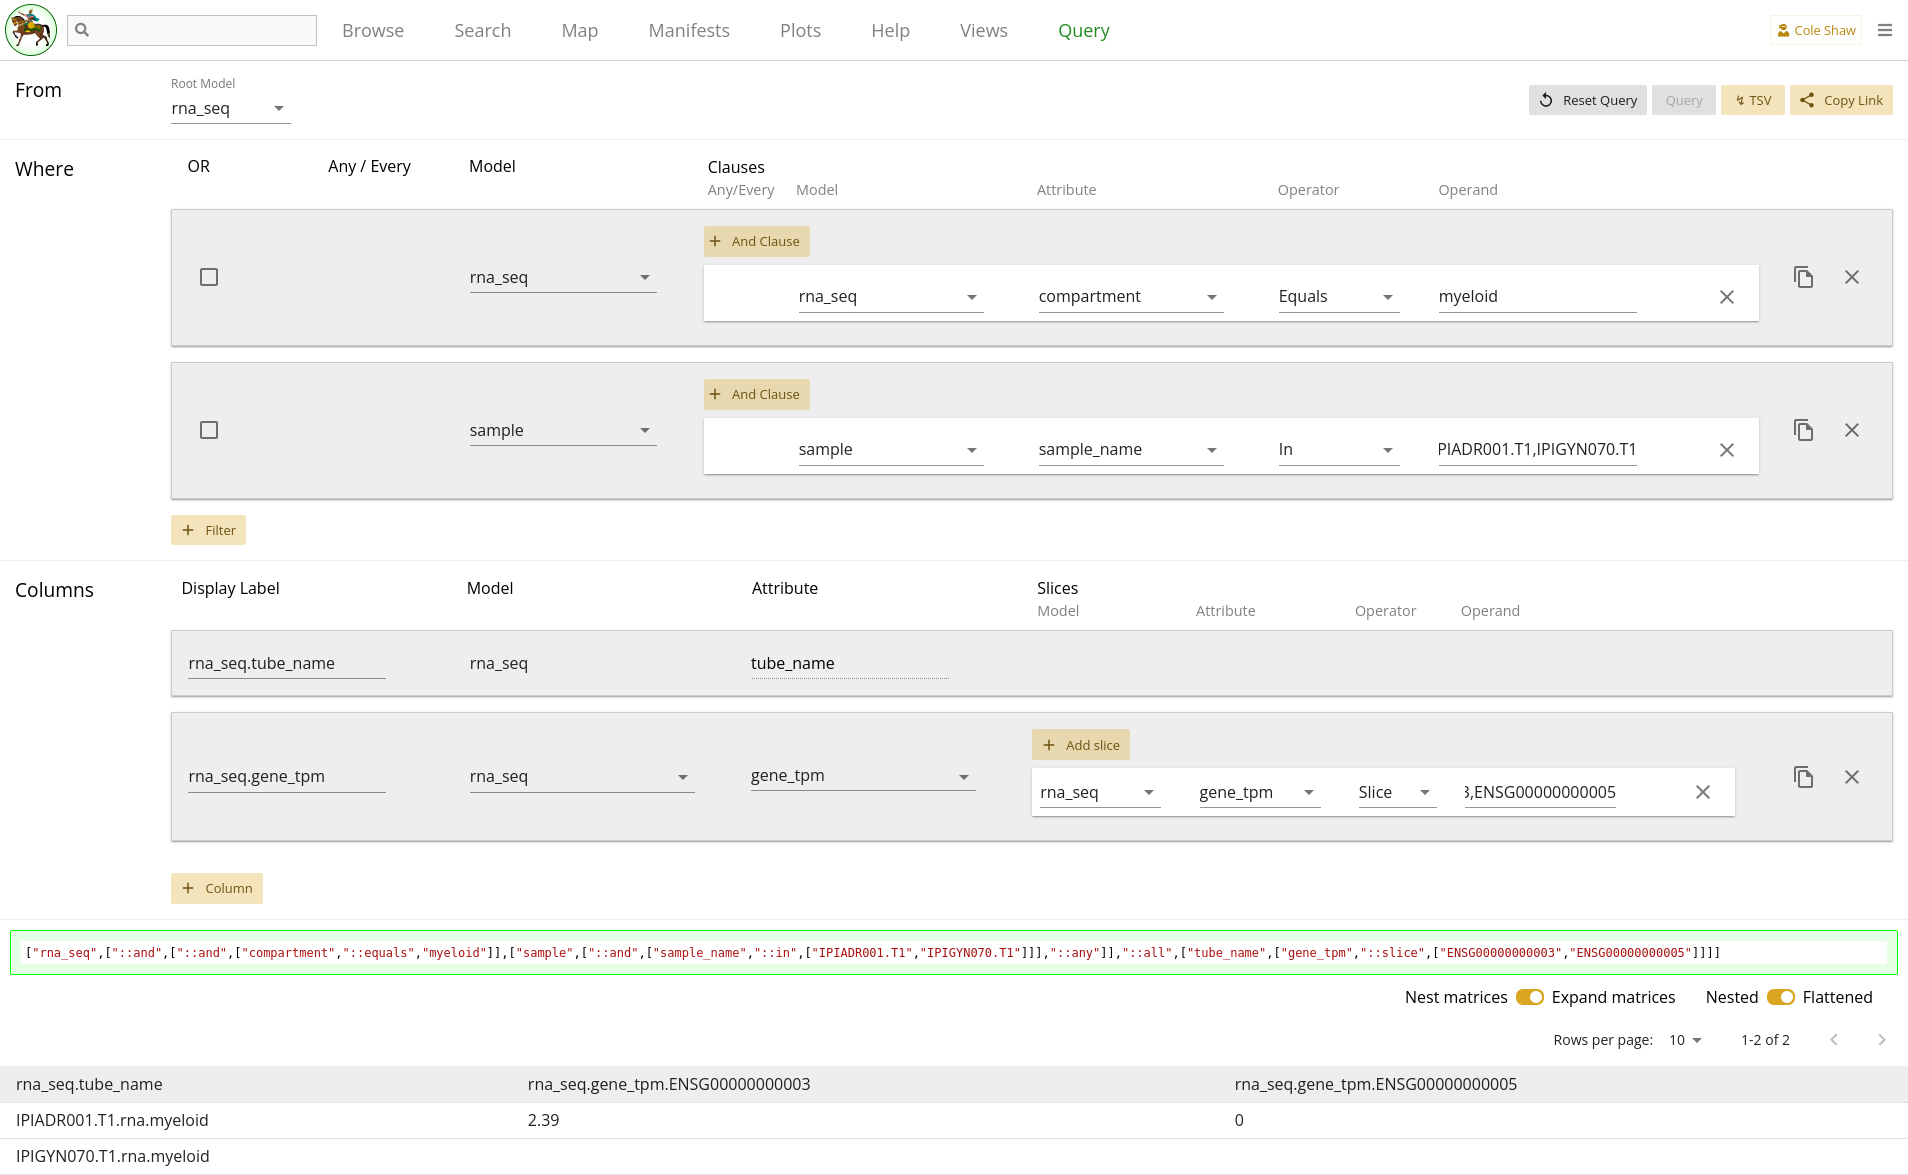 Browse Search Map Manifests Plots Help Views Query Cole Shaw
From Root Model
rna_seq Reset Query Query ↯ TSV Copy Link
Where OR Any / Every Model Clauses
Any/Every Model Attribute Operator Operand
+ And Clause
rna_seq rna_seq compartment Equals myeloid
+ And Clause
sample sample sample_name In PIADR001.T1,IPIGYN070.T1
+ Filter
Columns Display Label Model Attribute Slices
Model Attribute Operator Operand
rna_seq.tube_name rna_seq tube_name
+ Add slice
rna_seq.gene_tpm rna_seq gene_tpm rna_seq gene_tpm Slice 3,ENSG00000000005
+ Column
["rna_seq",["::and",["::and",["compartment","::equals","myeloid"]],["sample",["::and",["sample_name","::in",["IPIADR001.T1","IPIGYN070.T1"]]],"::any"]],"::all",["tube_name",["gene_tpm","::slice",["ENSG00000000003","ENSG00000000005"]]]]
Nest matrices Expand matrices Nested Flattened
Rows per page: 10 1-2 of 2
rna_seq.tube_name rna_seq.gene_tpm.ENSG00000000003 rna_seq.gene_tpm.ENSG00000000005
IPIADR001.T1.rna.myeloid 2.39 0
IPIGYN070.T1.rna.myeloid